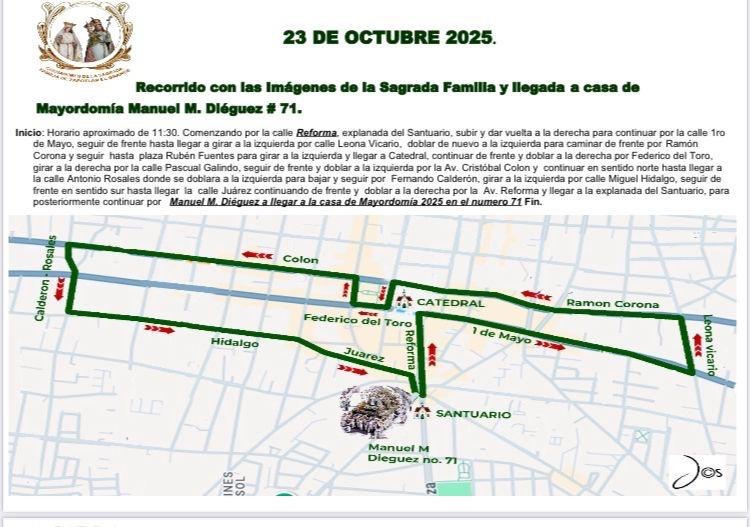 23 DE OCTUBRE 2025.
Recorrido con las Imágenes de la Sagrada Familia y llegada a casa de
Mayordomía Manuel M. Diéguez # 71.
Inicio: Horario aproximado de 11:30. Comenzando por la calle Reforma, explanada del Santuario, subir y dar vuelta a la derecha para continuar por la calle 1ro
de Mayo, seguir de frente hasta llegar a girar a la izquierda por calle Leona Vicario, doblar de nuevo a la izquierda para caminar de frente por Ramón
Corona y seguir hasta plaza Rubén Fuentes para girar a la izquierda y llegar a Catedral, continuar de frente y doblar a la derecha por Federico del Toro,
girar a la derecha por la calle Pascual Galindo, seguir de frente y doblar a la izquierda por la Av. Cristóbal Colon y continuar en sentido norte hasta llegar a
la calle Antonio Rosales donde se doblara a la izquierda para bajar y seguir por Fernando Calderón, girar a la izquierda por calle Miguel Hidalgo, seguir de
frente en sentido sur hasta llegar la calle Juárez continuando de frente y doblar a la derecha por la Av. Reforma y llegar a la explanada del Santuario, para
posteriormente continuar por Manuel M. Diéguez a llegar a la casa de Mayordomía 2025 en el numero 71 Fin.
Calderon - Rosales
Colon
CATEDRAL
Ramon Corona
Federico del Toro
Leona vicario
Hidalgo
Juarez
Reforma
1 de Mayo
SANTUARIO
Manuel M
Dieguez no. 71
INES
SOL
za
Jos